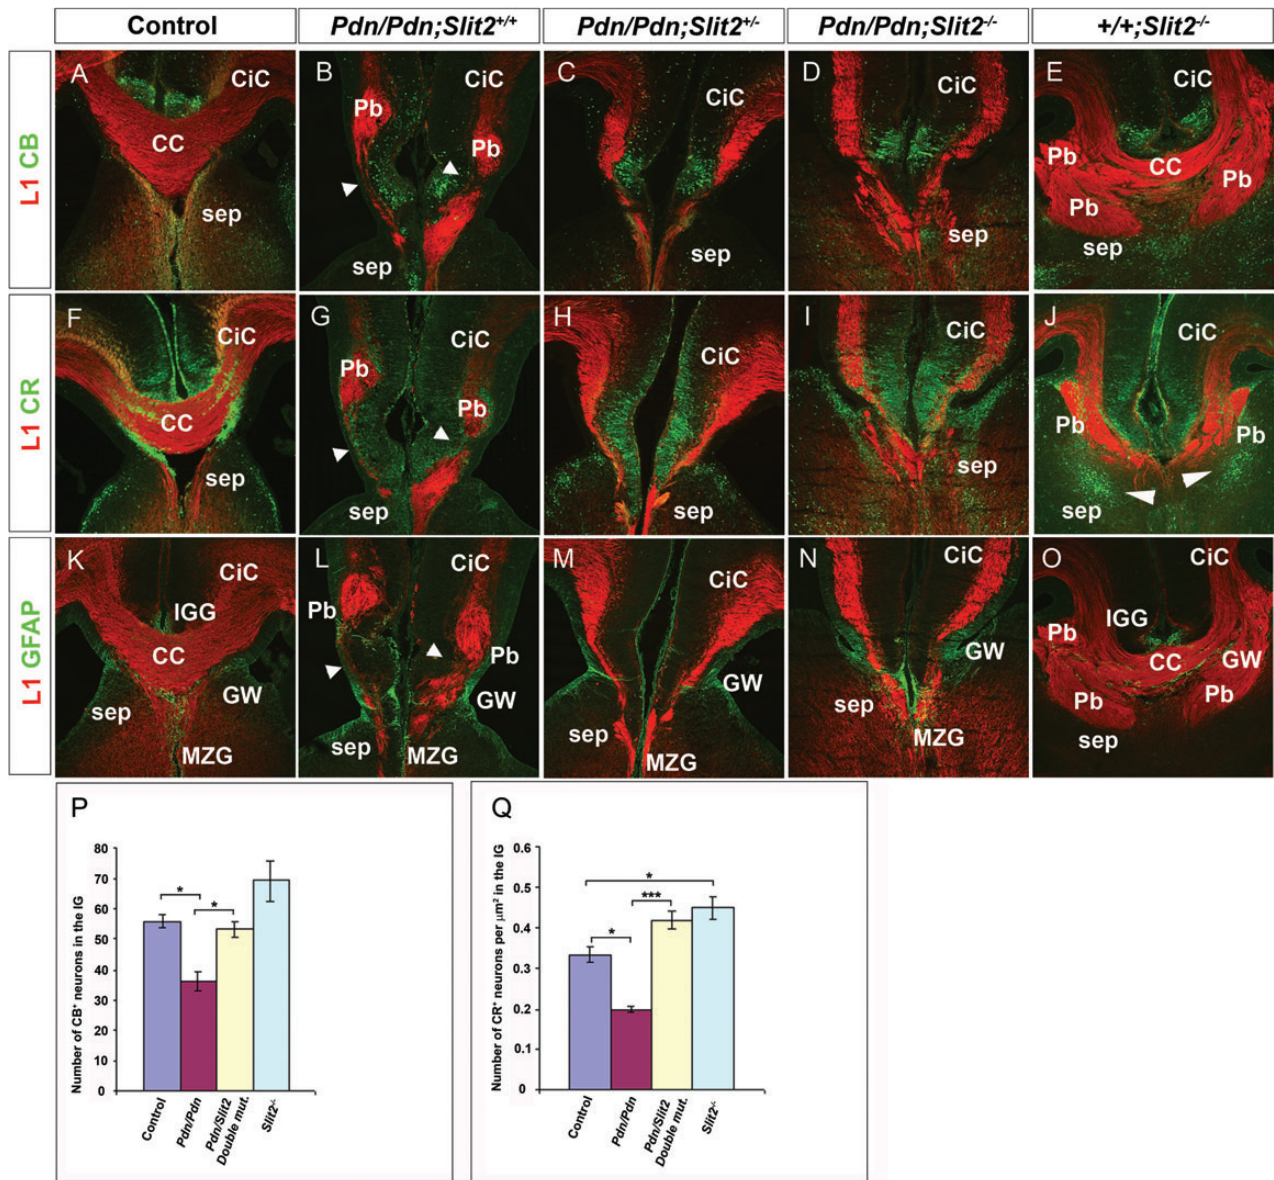 Control
Pdn/Pdn;Slit2+/+
Pdn/Pdn;Slit2+/-
Pdn/Pdn;Slit2-/-
+/+;Slit2-/-
L1 CB
A
CiC
CC
sep
B
CiC
Pb
Pb
sep
C
CiC
sep
D
CiC
sep
E
CiC
Pb
CC
Pb
Pb
sep
L1 CR
F
CiC
CC
sep
G
CiC
Pb
Pb
sep
H
CiC
sep
I
CiC
sep
J
CiC
Pb
Pb
sep
L1 GFAP
K
CiC
IGG
CC
GW
sep
MZG
L
CiC
Pb
Pb
GW
sep
MZG
M
CiC
GW
sep
MZG
N
CiC
GW
sep
MZG
O
CiC
IGG
Pb
CC
GW
Pb
Pb
sep
P
Number of CB+ neurons in the IG
80
70
60
50
40
30
20
10
0
*
*
Control
Pdn/Pdn
Pdn/Slit2
Double mut.
Slit2-/-
Q
Number of CR+ neurons per µm² in the IG
0.6
0.5
0.4
0.3
0.2
0.1
0
*
***
*
Control
Pdn/Pdn
Pdn/Slit2
Double mut.
Slit2-/-